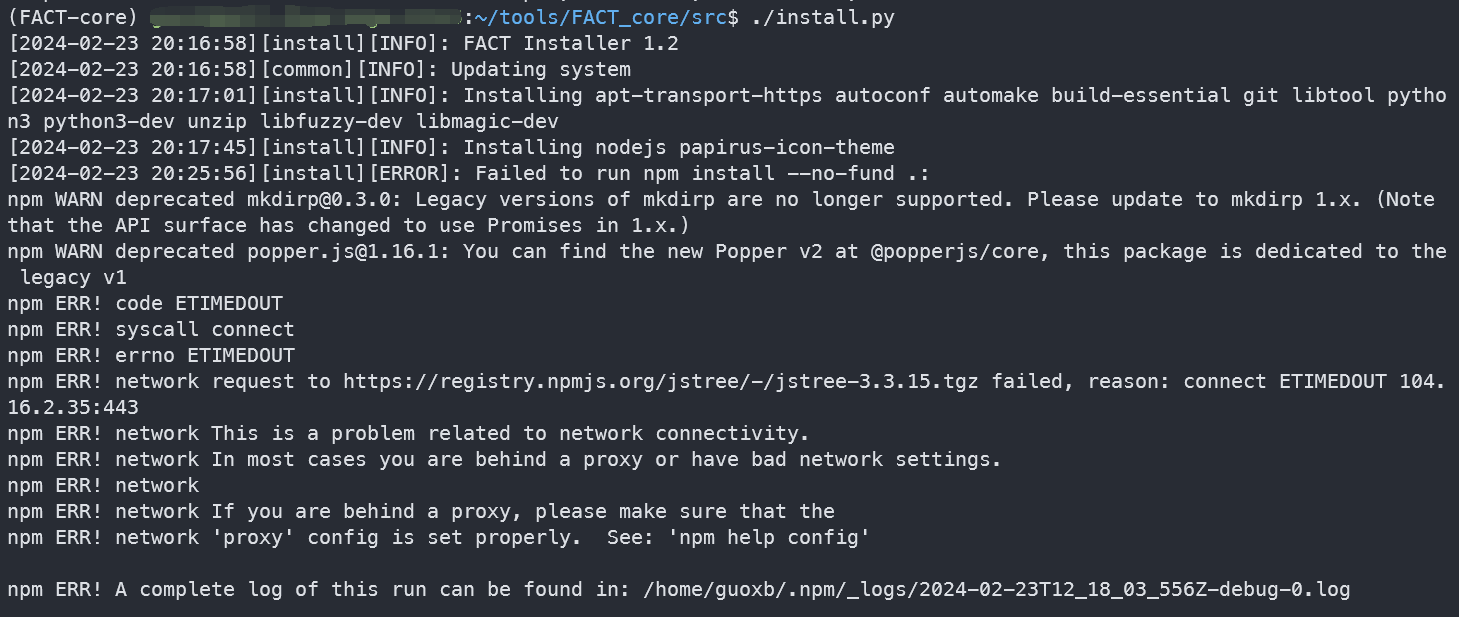 (FACT-core) :~/tools/FACT_core/src$ ./install.py
[2024-02-23 20:16:58][install][INFO]: FACT Installer 1.2
[2024-02-23 20:16:58][common][INFO]: Updating system
[2024-02-23 20:17:01][install][INFO]: Installing apt-transport-https autoconf automake build-essential git libtool pytho
n3 python3-dev unzip libfuzzy-dev libmagic-dev
[2024-02-23 20:17:45][install][INFO]: Installing nodejs papirus-icon-theme
[2024-02-23 20:25:56][install][ERROR]: Failed to run npm install --no-fund .:
npm WARN deprecated mkdirp@0.3.0: Legacy versions of mkdirp are no longer supported. Please update to mkdirp 1.x. (Note
that the API surface has changed to use Promises in 1.x.)
npm WARN deprecated popper.js@1.16.1: You can find the new Popper v2 at @popperjs/core, this package is dedicated to the
legacy v1
npm ERR! code ETIMEDOUT
npm ERR! syscall connect
npm ERR! errno ETIMEDOUT
npm ERR! network request to https://registry.npmjs.org/jstree/-/jstree-3.3.15.tgz failed, reason: connect ETIMEDOUT 104.
16.2.35:443
npm ERR! network This is a problem related to network connectivity.
npm ERR! network In most cases you are behind a proxy or have bad network settings.
npm ERR! network
npm ERR! network If you are behind a proxy, please make sure that the
npm ERR! network 'proxy' config is set properly.  See: 'npm help config'
npm ERR! A complete log of this run can be found in: /home/guoxb/.npm/_logs/2024-02-23T12_18_03_556Z-debug-0.log